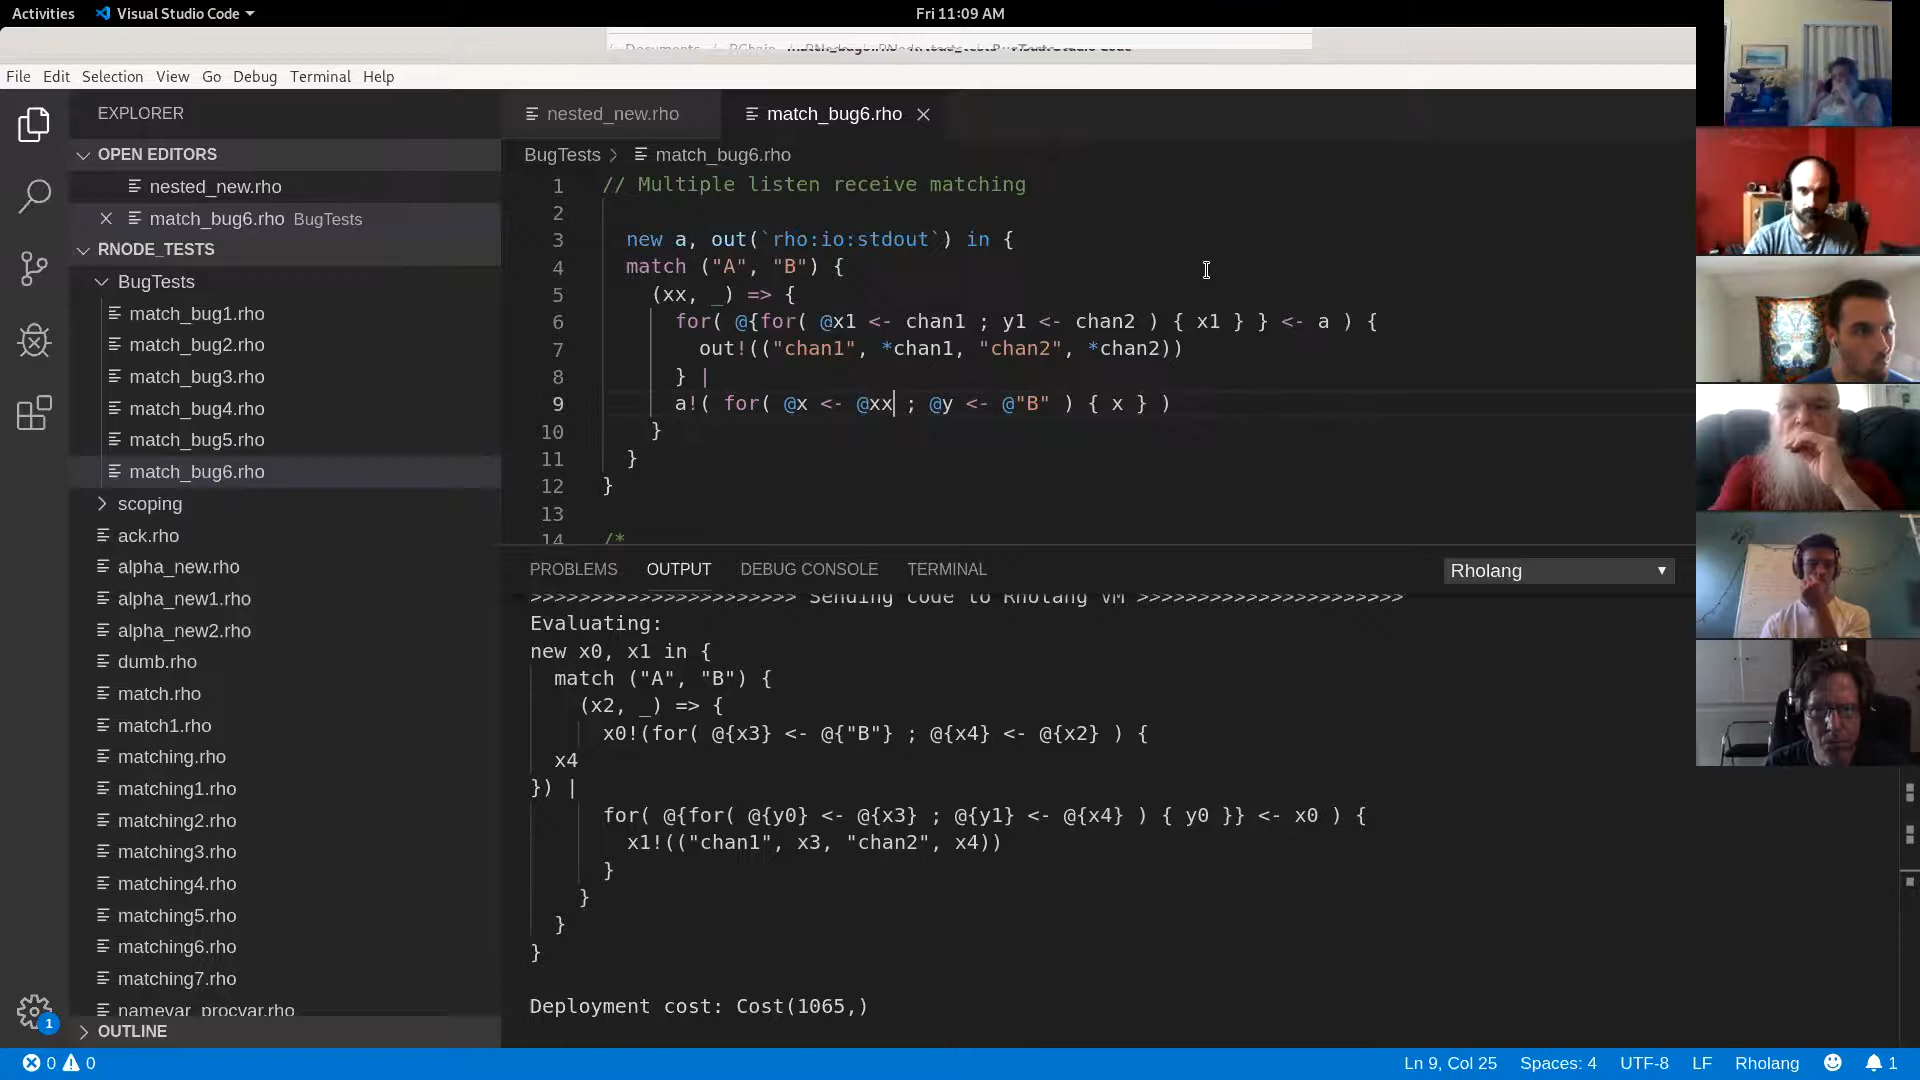 Activities Visual Studio Code Fri 11:09 AM
File Edit Selection View Go Debug Terminal Help
EXPLORER
OPEN EDITORS
nested_new.rho
match_bug6.rho BugTests
RNODE_TESTS
BugTests
match_bug1.rho
match_bug2.rho
match_bug3.rho
match_bug4.rho
match_bug5.rho
match_bug6.rho
scoping
ack.rho
alpha_new.rho
alpha_new1.rho
alpha_new2.rho
dumb.rho
match.rho
match1.rho
matching.rho
matching1.rho
matching2.rho
matching3.rho
matching4.rho
matching5.rho
matching6.rho
matching7.rho
namevar_procvar.rho
OUTLINE
nested_new.rho match_bug6.rho
BugTests > match_bug6.rho
1 // Multiple listen receive matching
2
3 new a, out(`rho:io:stdout`) in {
4 match ("A", "B") {
5 (xx, _) => {
6 for( @{for( @x1 <- chan1 ; y1 <- chan2 ) { x1 } } <- a ) {
7 out!(("chan1", *chan1, "chan2", *chan2))
8 } |
9 a!( for( @x <- @xx ; @y <- @"B" ) { x } )
10 }
11 }
12 }
13
14 /*
PROBLEMS OUTPUT DEBUG CONSOLE TERMINAL Rholang
>>>>>>>>>>>>>>>>>>>>>> Sending code to Rholang VM >>>>>>>>>>>>>>>>>>>>>>
Evaluating:
new x0, x1 in {
match ("A", "B") {
(x2, _) => {
x0!(for( @{x3} <- @{"B"} ; @{x4} <- @{x2} ) {
x4
}) |
for( @{for( @{y0} <- @{x3} ; @{y1} <- @{x4} ) { y0 }} <- x0 ) {
x1!(("chan1", x3, "chan2", x4))
}
}
}
}
Deployment cost: Cost(1065,)
0 0 Ln 9, Col 25 Spaces: 4 UTF-8 LF Rholang 1